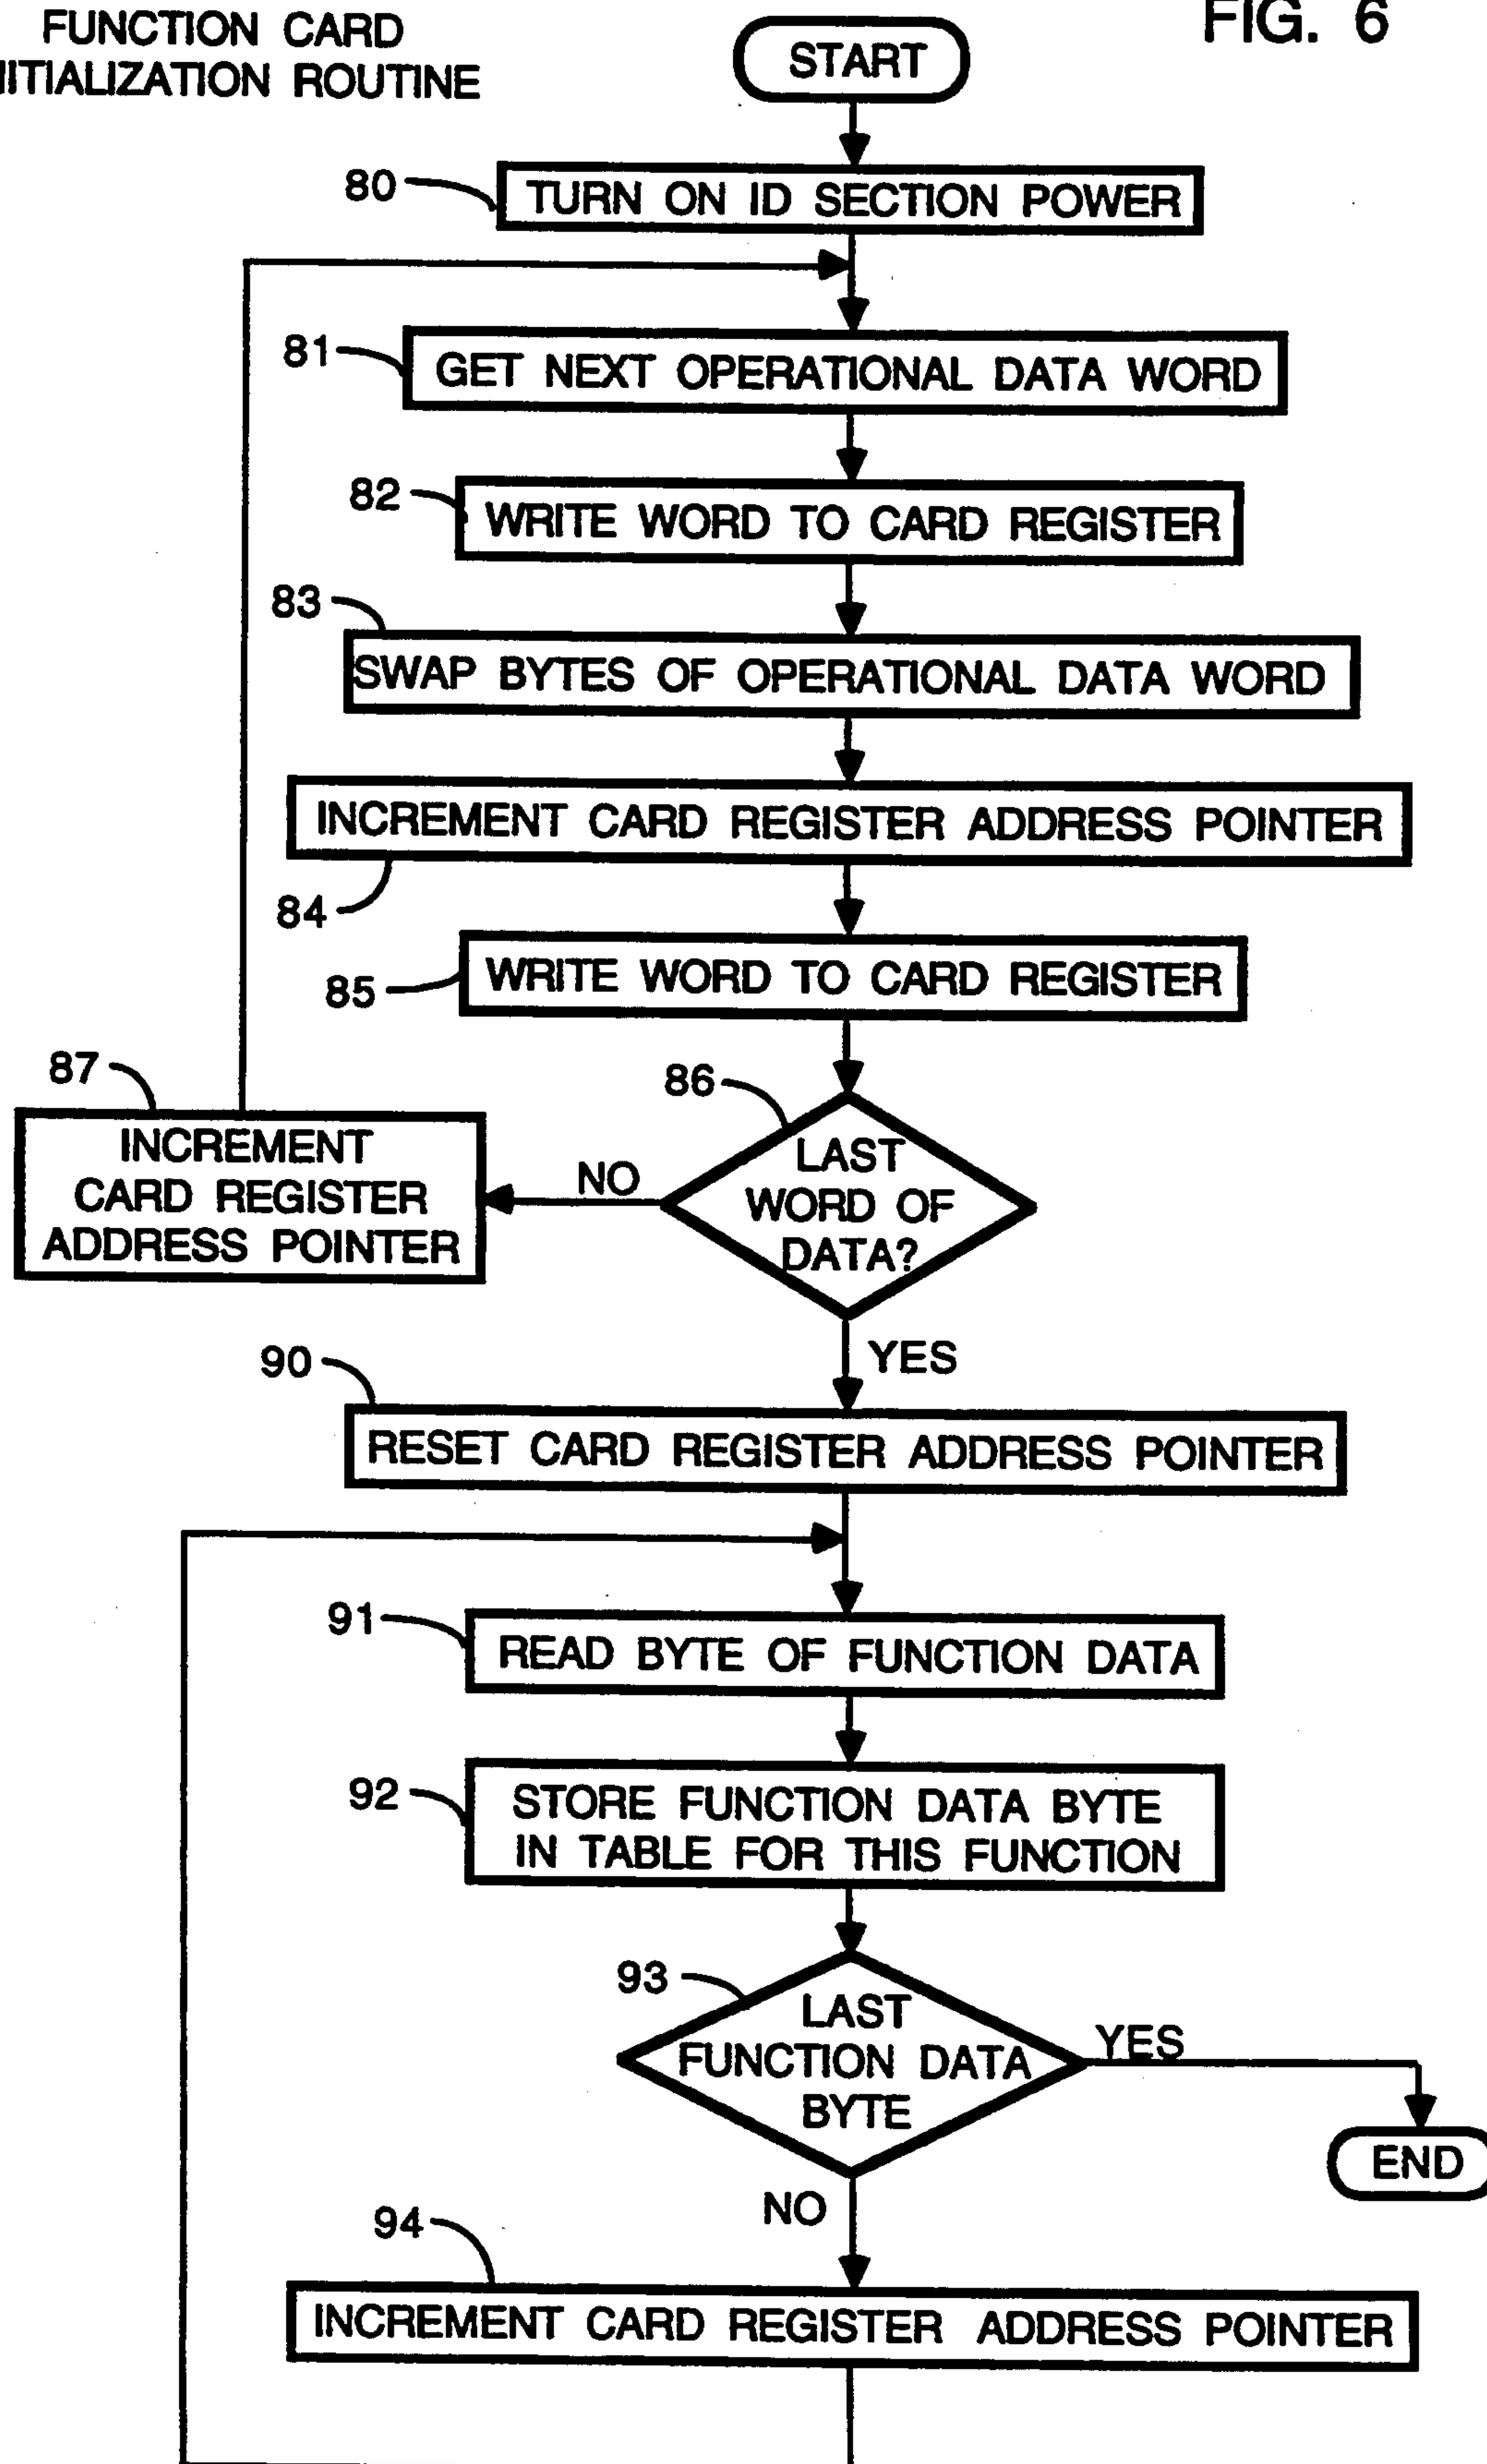 FUNCTION CARD
IITIALIZATION ROUTINE
FIG. 6
START
80
TURN ON ID SECTION POWER
81
GET NEXT OPERATIONAL DATA WORD
82
WRITE WORD TO CARD REGISTER
83
SWAP BYTES OF OPERATIONAL DATA WORD
INCREMENT CARD REGISTER ADDRESS POINTER
84
WRITE WORD TO CARD REGISTER
85
87
86
INCREMENT
CARD REGISTER
ADDRESS POINTER
NO
LAST
WORD OF
DATA?
YES
90
RESET CARD REGISTER ADDRESS POINTER
91
READ BYTE OF FUNCTION DATA
92
STORE FUNCTION DATA BYTE
IN TABLE FOR THIS FUNCTION
93
LAST
FUNCTION DATA
BYTE
YES
END
NO
94
INCREMENT CARD REGISTER ADDRESS POINTER